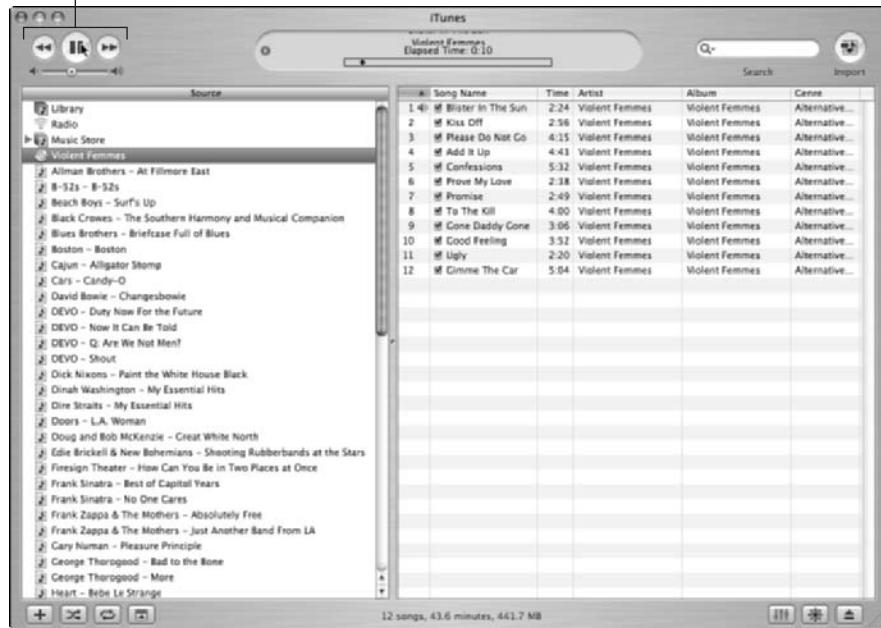 iTunes
Violent Femmes
Elapsed Time: 0:10
Search
Import
Source
Library
Radio
Music Store
Violent Femmes
Allman Brothers – At Fillmore East
B-52s – B-52s
Beach Boys – Surf's Up
Black Crowes – The Southern Harmony and Musical Companion
Blues Brothers – Briefcase Full of Blues
Boston – Boston
Cajun – Alligator Stomp
Cars – Candy-O
David Bowie – Changesbowie
DEVO – Duty Now For the Future
DEVO – Now It Can Be Told
DEVO – Q: Are We Not Men?
DEVO – Shout
Dick Nixons – Paint the White House Black
Dinah Washington – My Essential Hits
Dire Straits – My Essential Hits
Doors – L.A. Woman
Doug and Bob McKenzie – Great White North
Edie Brickell & New Bohemians – Shooting Rubberbands at the Stars
Firesign Theater – How Can You Be in Two Places at Once
Frank Sinatra – Best of Capitol Years
Frank Sinatra – No One Cares
Frank Zappa & The Mothers – Absolutely Free
Frank Zappa & The Mothers – Just Another Band From LA
Gary Numan – Pleasure Principle
George Thorogood – Bad to the Bone
George Thorogood – More
Heart – Bebe Le Strange
Song Name Time Artist Album Genre
1 Blister In The Sun 2:24 Violent Femmes Violent Femmes Alternative...
2 Kiss Off 2:56 Violent Femmes Violent Femmes Alternative...
3 Please Do Not Go 4:15 Violent Femmes Violent Femmes Alternative...
4 Add It Up 4:43 Violent Femmes Violent Femmes Alternative...
5 Confessions 5:32 Violent Femmes Violent Femmes Alternative...
6 Prove My Love 2:38 Violent Femmes Violent Femmes Alternative...
7 Promise 2:49 Violent Femmes Violent Femmes Alternative...
8 To The Kill 4:00 Violent Femmes Violent Femmes Alternative...
9 Gone Daddy Gone 3:06 Violent Femmes Violent Femmes Alternative...
10 Good Feeling 3:52 Violent Femmes Violent Femmes Alternative...
11 Ugly 2:20 Violent Femmes Violent Femmes Alternative...
12 Gimme The Car 5:04 Violent Femmes Violent Femmes Alternative...
12 songs, 43.6 minutes, 441.7 MB